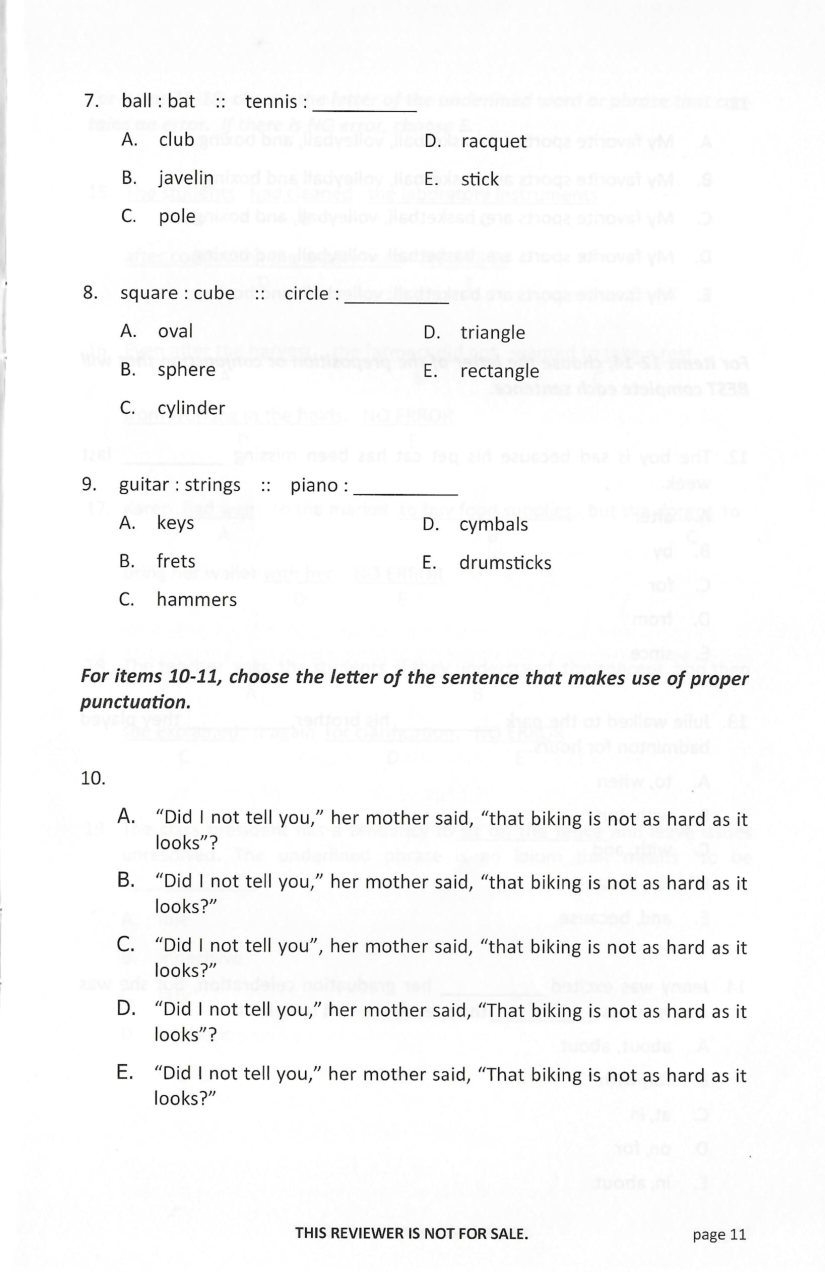 7. ball : bat :: tennis : __________
A. club D. racquet
B. javelin E. stick
C. pole
8. square : cube :: circle : __________
A. oval D. triangle
B. sphere E. rectangle
C. cylinder
9. guitar : strings :: piano : __________
A. keys D. cymbals
B. frets E. drumsticks
C. hammers
For items 10-11, choose the letter of the sentence that makes use of proper
punctuation.
10.
A. “Did I not tell you,” her mother said, “that biking is not as hard as it
looks”?
B. “Did I not tell you,” her mother said, “that biking is not as hard as it
looks?”
C. “Did I not tell you”, her mother said, “that biking is not as hard as it
looks?”
D. “Did I not tell you,” her mother said, “That biking is not as hard as it
looks”?
E. “Did I not tell you,” her mother said, “That biking is not as hard as it
looks?”
THIS REVIEWER IS NOT FOR SALE. page 11